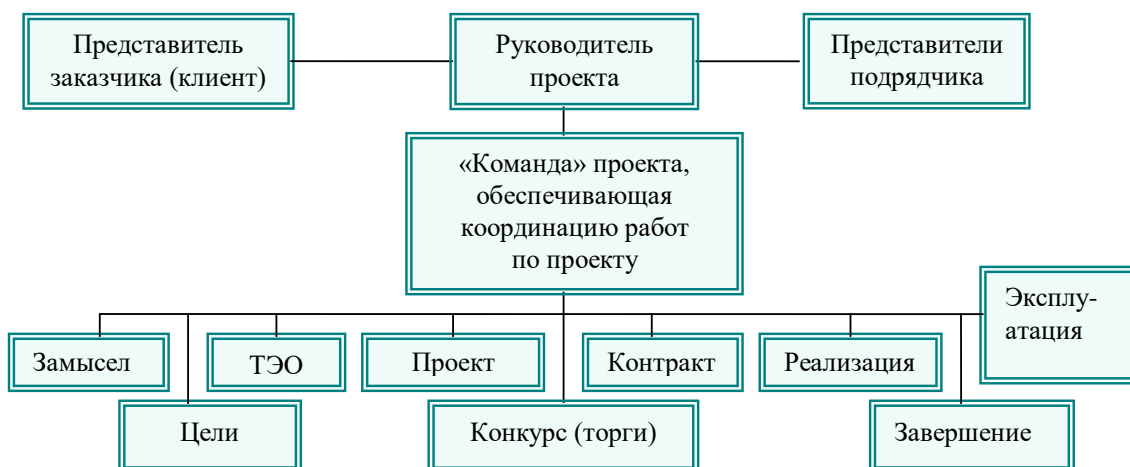 Представитель
заказчика (клиент)
Руководитель
проекта
Представители
подрядчика
«Команда» проекта,
обеспечивающая
координацию работ
по проекту
Эксплу-
атация
Замысел
ТЭО
Проект
Контракт
Реализация
Цели
Конкурс (торги)
Завершение